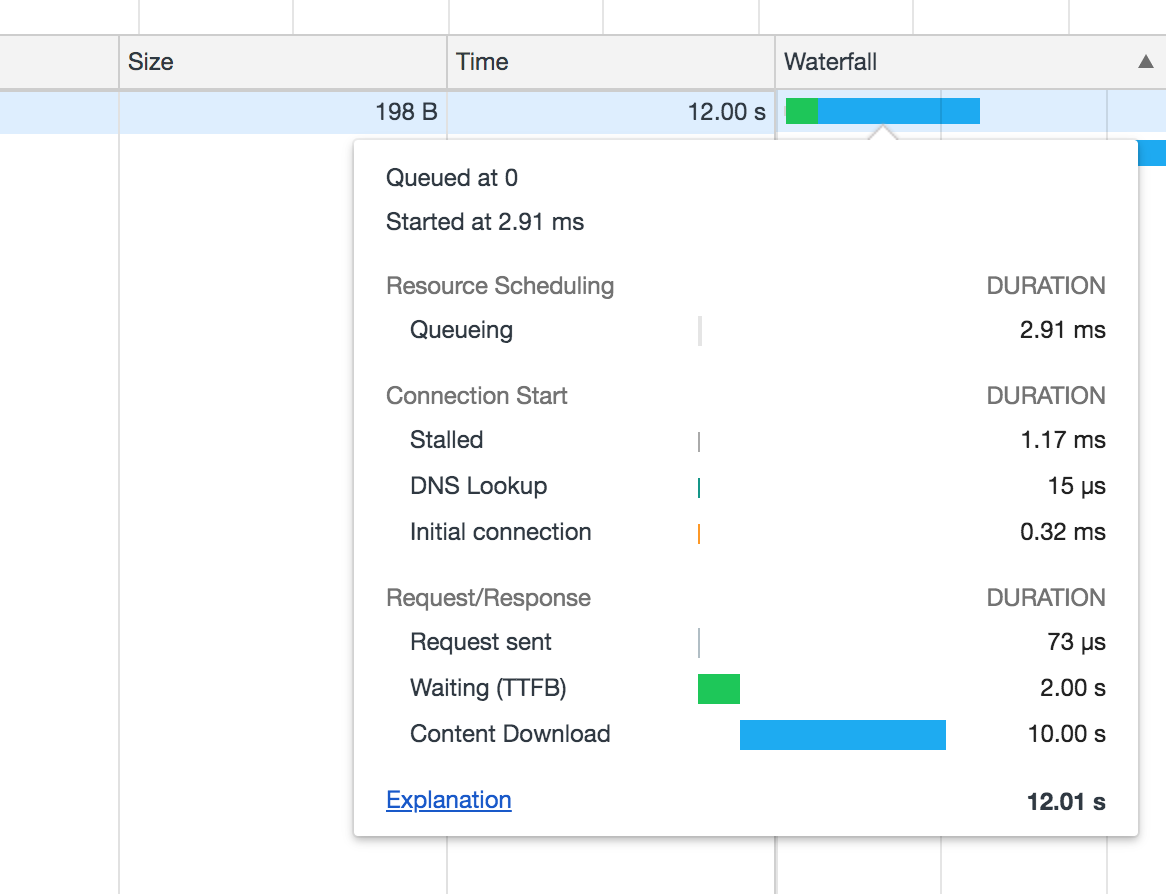 Size Time Waterfall ▲
198 B 12.00 s
Queued at 0
Started at 2.91 ms
Resource Scheduling DURATION
Queueing 2.91 ms
Connection Start DURATION
Stalled 1.17 ms
DNS Lookup 15 µs
Initial connection 0.32 ms
Request/Response DURATION
Request sent 73 µs
Waiting (TTFB) 2.00 s
Content Download 10.00 s
Explanation 12.01 s